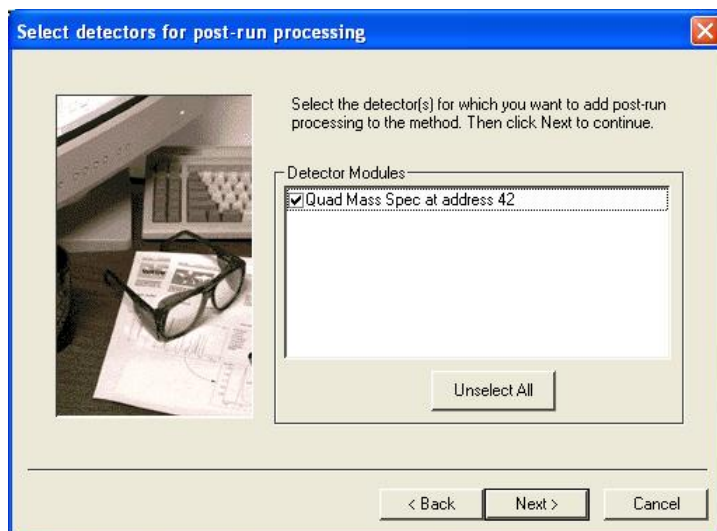 Select detectors for post-run processing
Select the detector(s) for which you want to add post-run
processing to the method. Then click Next to continue.
Detector Modules
Quad Mass Spec at address 42
Unselect All
< Back
Next >
Cancel